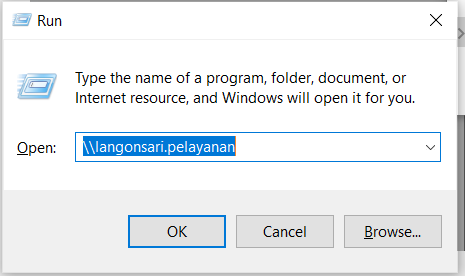 Run
Type the name of a program, folder, document, or
Internet resource, and Windows will open it for you.
Open: \\langonsari.pelayanan
OK Cancel Browse...